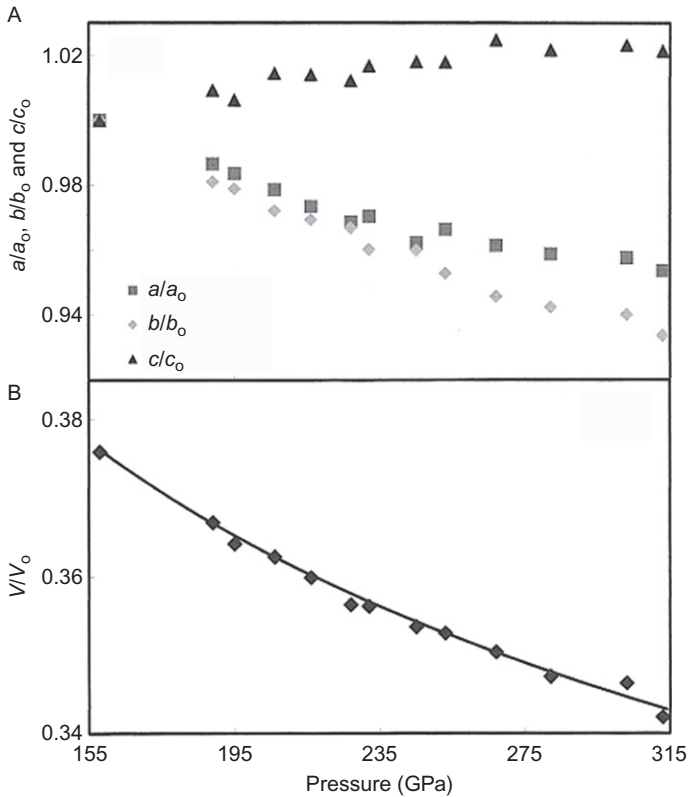 A
1.02
0.98
0.94
a/aₒ, b/bₒ and c/cₒ
a/aₒ
b/bₒ
c/cₒ
B
0.38
0.36
0.34
V/Vₒ
155
195
235
275
315
Pressure (GPa)